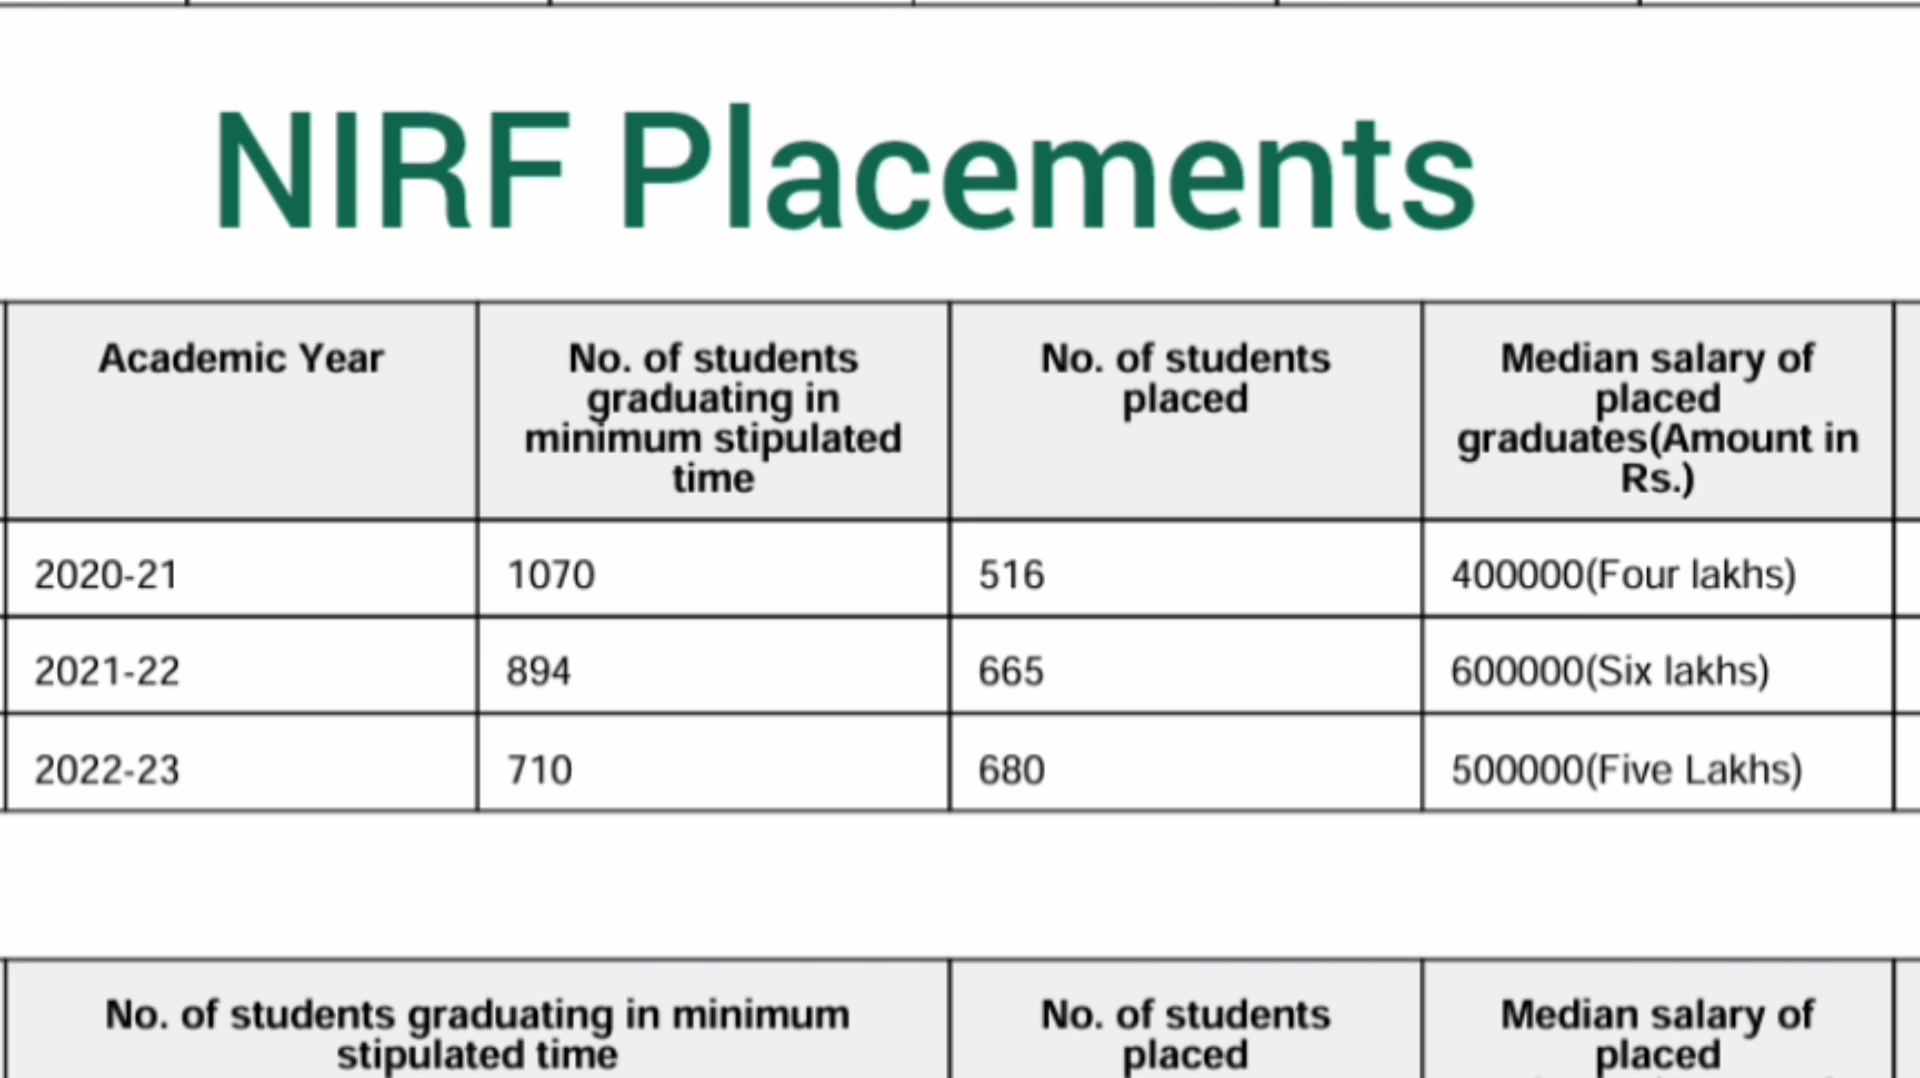 NIRF Placements
Academic Year
No. of students
graduating in
minimum stipulated
time
No. of students
placed
Median salary of
placed
graduates(Amount in
Rs.)
2020-21 1070 516 400000(Four lakhs)
2021-22 894 665 600000(Six lakhs)
2022-23 710 680 500000(Five Lakhs)
No. of students graduating in minimum
stipulated time
No. of students
placed
Median salary of
placed